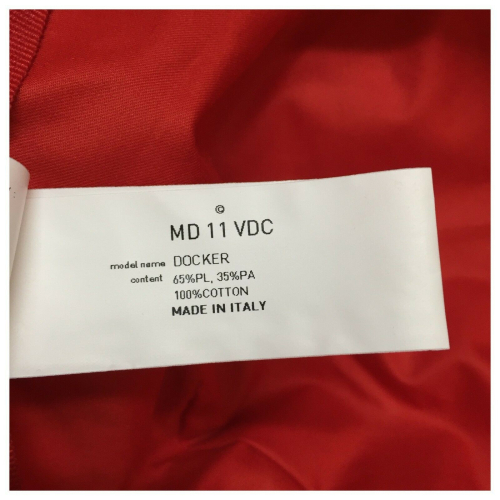 ©
MD 11 VDC
model name DOCKER
content 65%PL, 35%PA
100%COTTON
MADE IN ITALY